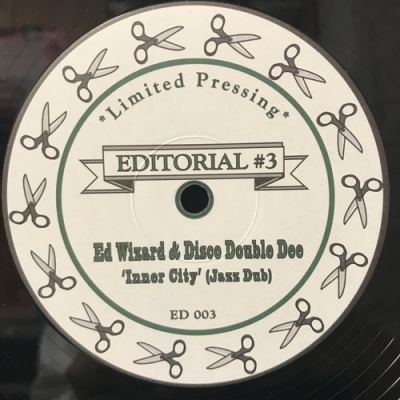 *Limited Pressing*
EDITORIAL #3
Ed Wizard & Disco Double Dee
'Inner City' (Jazz Dub)
ED 003